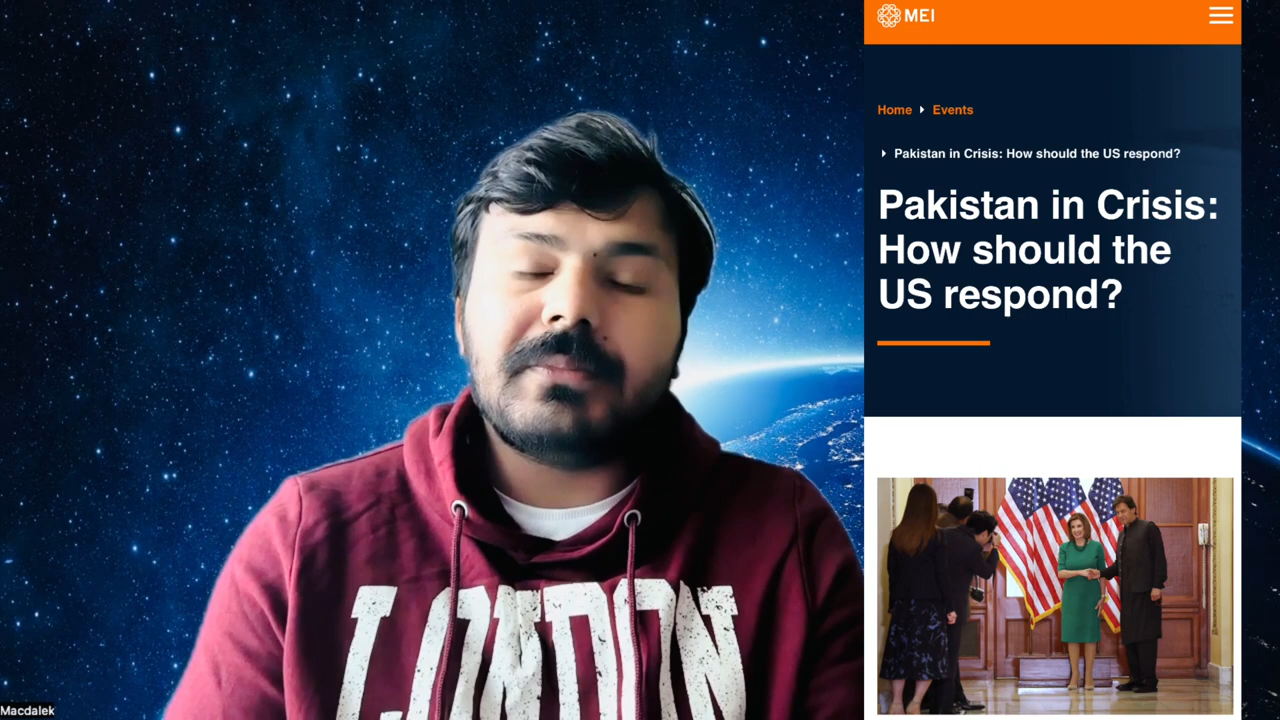 MEI
Home Events
Pakistan in Crisis: How should the US respond?
Pakistan in Crisis:
How should the
US respond?
LONDON
Macdalek